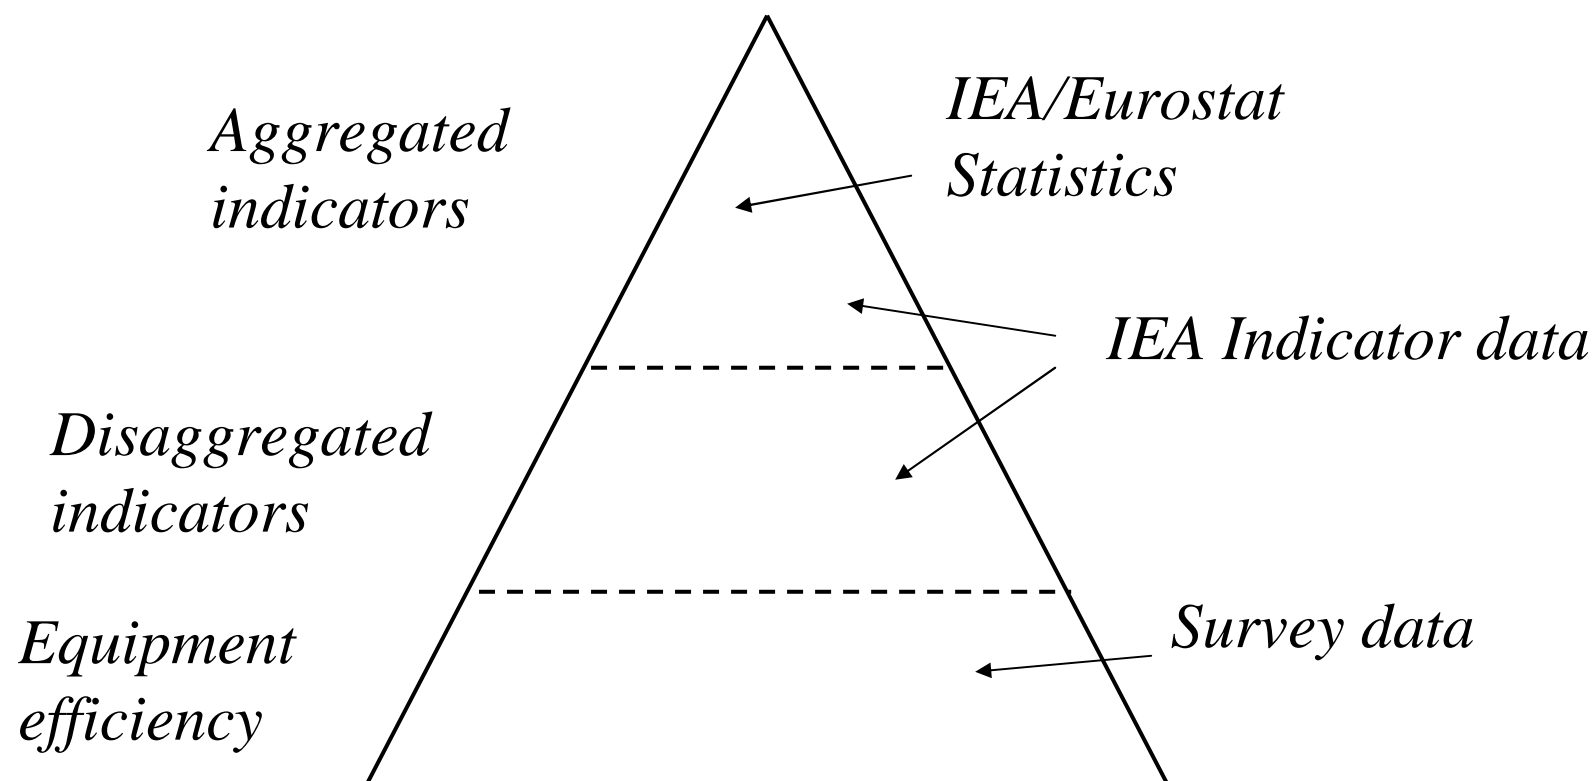 Aggregated
indicators
IEA/Eurostat
Statistics
IEA Indicator data
Disaggregated
indicators
Survey data
Equipment
efficiency